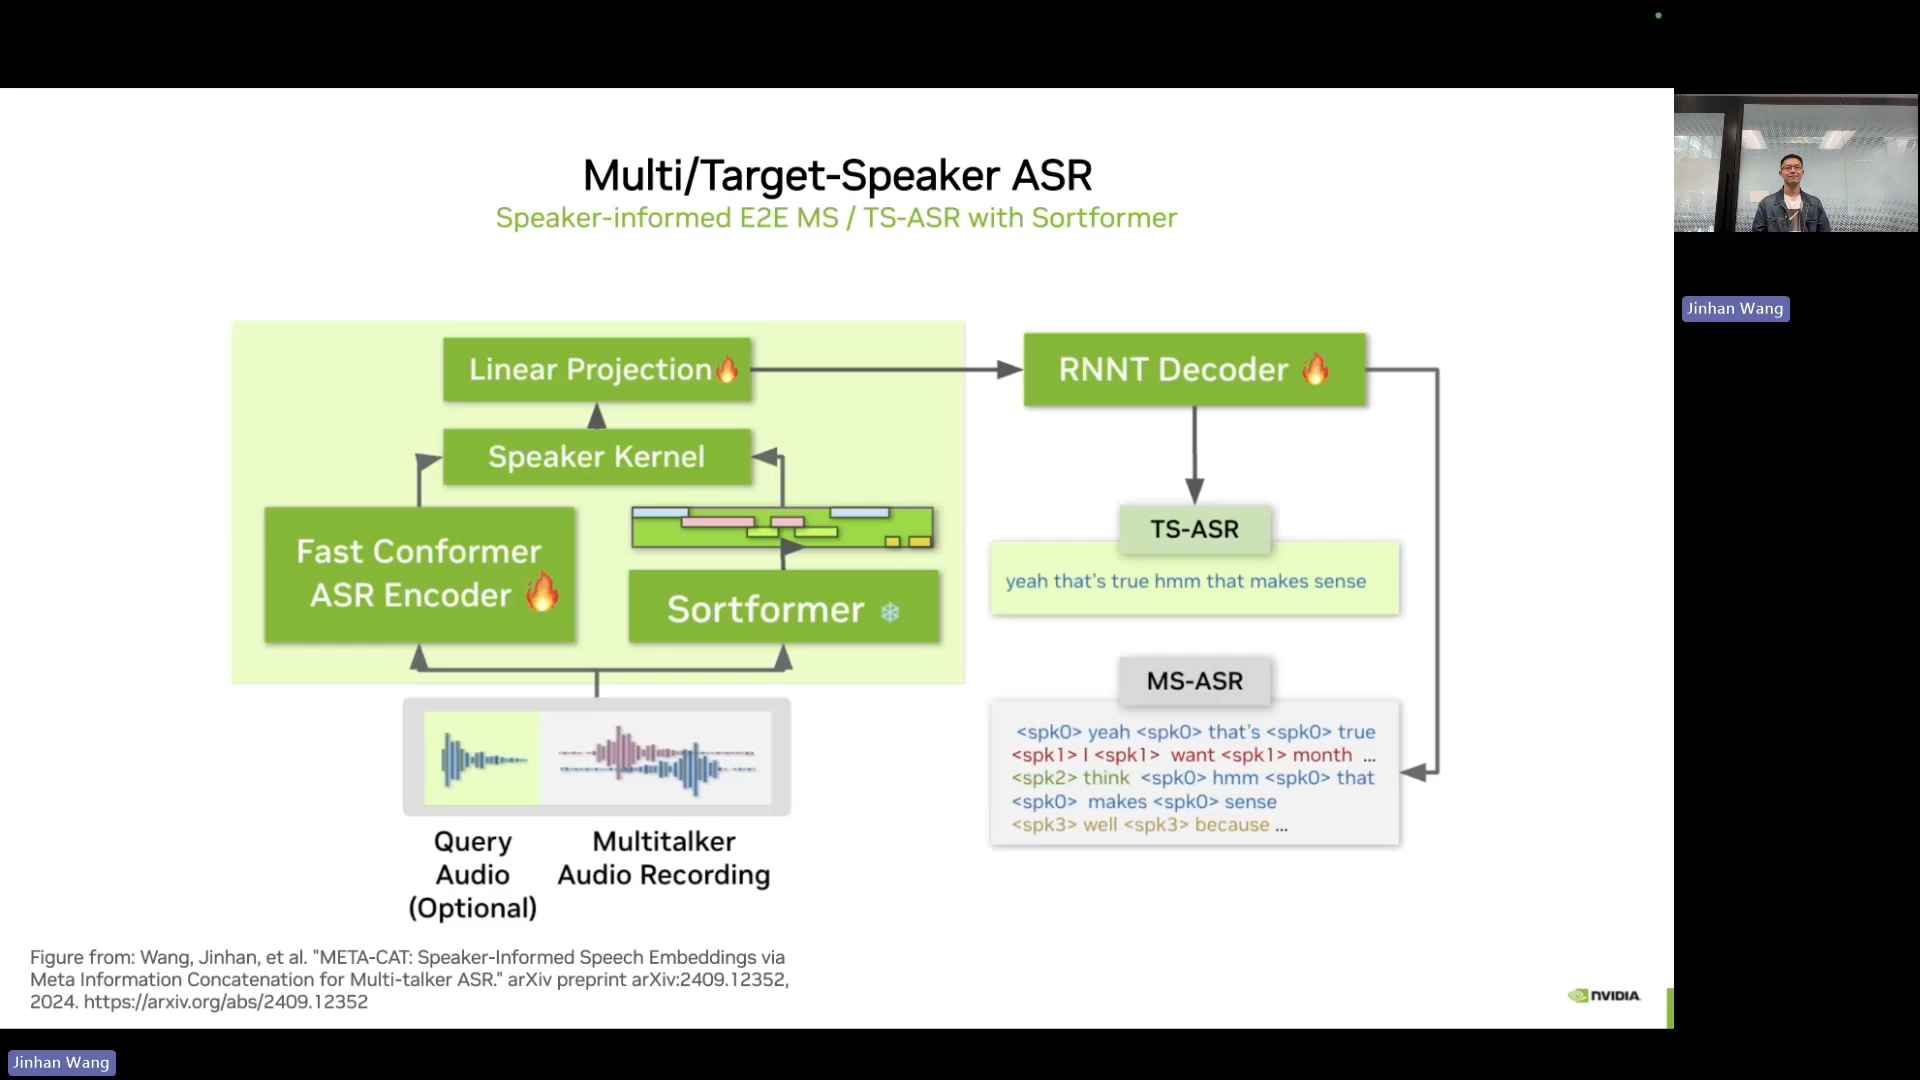 Multi/Target-Speaker ASR
Speaker-informed E2E MS / TS-ASR with Sortformer
Linear Projection
RNNT Decoder
Speaker Kernel
Fast Conformer
ASR Encoder
Sortformer
TS-ASR
yeah that's true hmm that makes sense
MS-ASR
<spk0> yeah <spk0> that's <spk0> true
<spk1> I <spk1> want <spk1> month ...
<spk2> think <spk0> hmm <spk0> that
<spk0> makes <spk0> sense
<spk3> well <spk3> because ...
Query
Audio
(Optional)
Multitalker
Audio Recording
Figure from: Wang, Jinhan, et al. "META-CAT: Speaker-Informed Speech Embeddings via
Meta Information Concatenation for Multi-talker ASR." arXiv preprint arXiv:2409.12352,
2024. https://arxiv.org/abs/2409.12352
NVIDIA
Jinhan Wang
Jinhan Wang